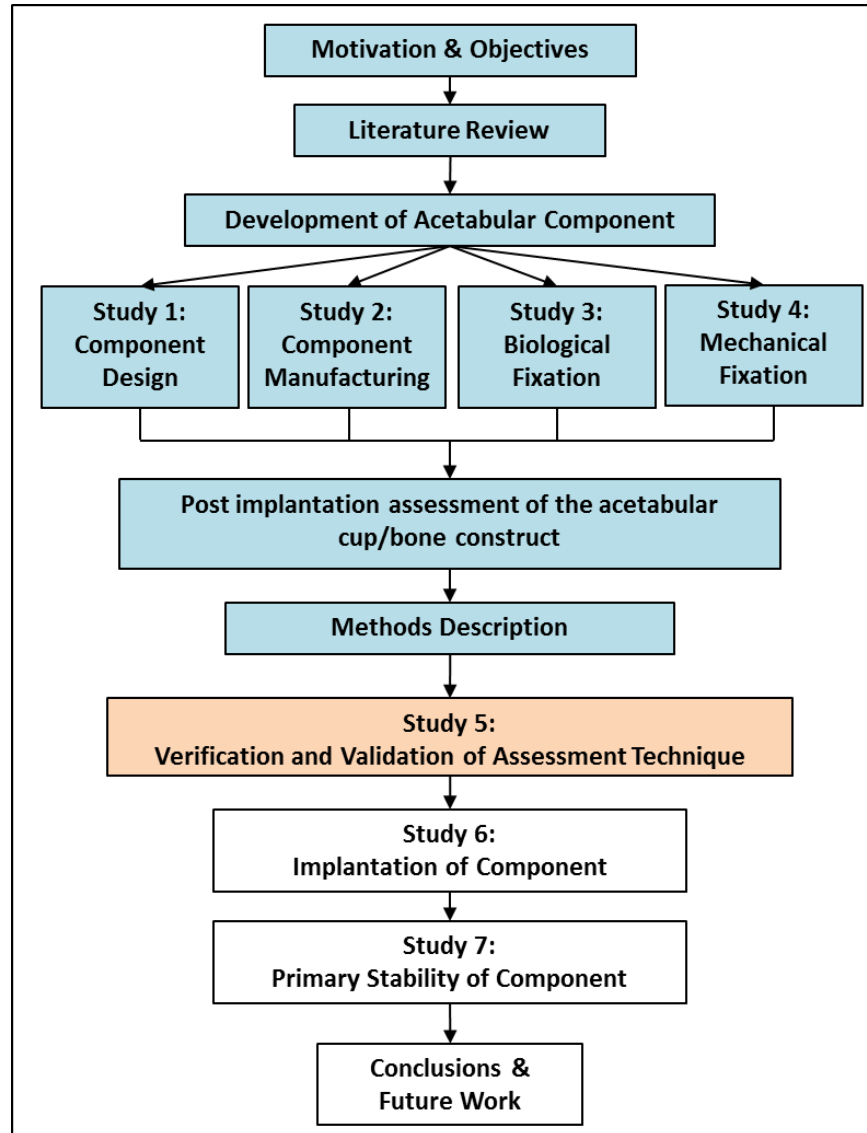 Motivation & Objectives
Literature Review
Development of Acetabular Component
Study 1:
Component
Design
Study 2:
Component
Manufacturing
Study 3:
Biological
Fixation
Study 4:
Mechanical
Fixation
Post implantation assessment of the acetabular
cup/bone construct
Methods Description
Study 5:
Verification and Validation of Assessment Technique
Study 6:
Implantation of Component
Study 7:
Primary Stability of Component
Conclusions &
Future Work